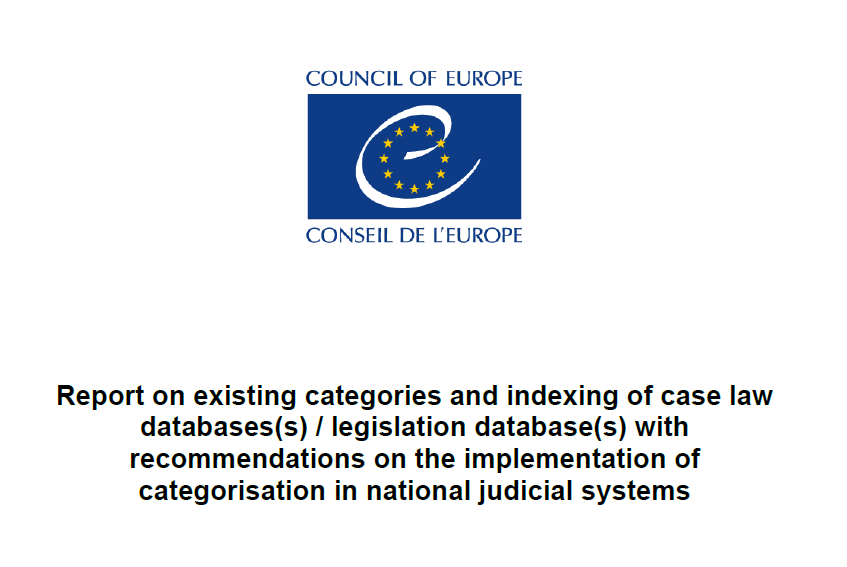 COUNCIL OF EUROPE
CONSEIL DE L'EUROPE
Report on existing categories and indexing of case law
databases(s) / legislation database(s) with
recommendations on the implementation of
categorisation in national judicial systems